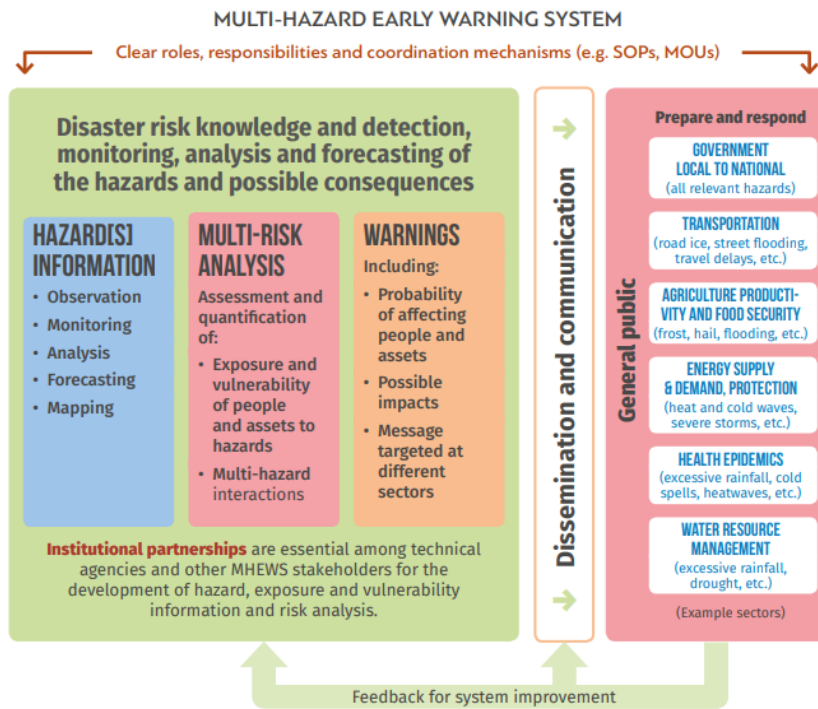 MULTI-HAZARD EARLY WARNING SYSTEM
Clear roles, responsibilities and coordination mechanisms (e.g. SOPs, MOUs)
Disaster risk knowledge and detection,
monitoring, analysis and forecasting of
the hazards and possible consequences
HAZARD[S]
INFORMATION
• Observation
• Monitoring
• Analysis
• Forecasting
• Mapping
MULTI-RISK
ANALYSIS
Assessment and
quantification
of:
• Exposure and
vulnerability
of people
and assets to
hazards
• Multi-hazard
interactions
WARNINGS
Including:
• Probability
of affecting
people and
assets
• Possible
impacts
• Message
targeted at
different
sectors
Institutional partnerships are essential among technical
agencies and other MHEWS stakeholders for the
development of hazard, exposure and vulnerability
information and risk analysis.
Dissemination and communication
General public
Prepare and respond
GOVERNMENT
LOCAL TO NATIONAL
(all relevant hazards)
TRANSPORTATION
(road ice, street flooding,
travel delays, etc.)
AGRICULTURE PRODUCTI-
VITY AND FOOD SECURITY
(frost, hail, flooding, etc.)
ENERGY SUPPLY
& DEMAND, PROTECTION
(heat and cold waves,
severe storms, etc.)
HEALTH EPIDEMICS
(excessive rainfall, cold
spells, heatwaves, etc.)
WATER RESOURCE
MANAGEMENT
(excessive rainfall,
drought, etc.)
(Example sectors)
Feedback for system improvement